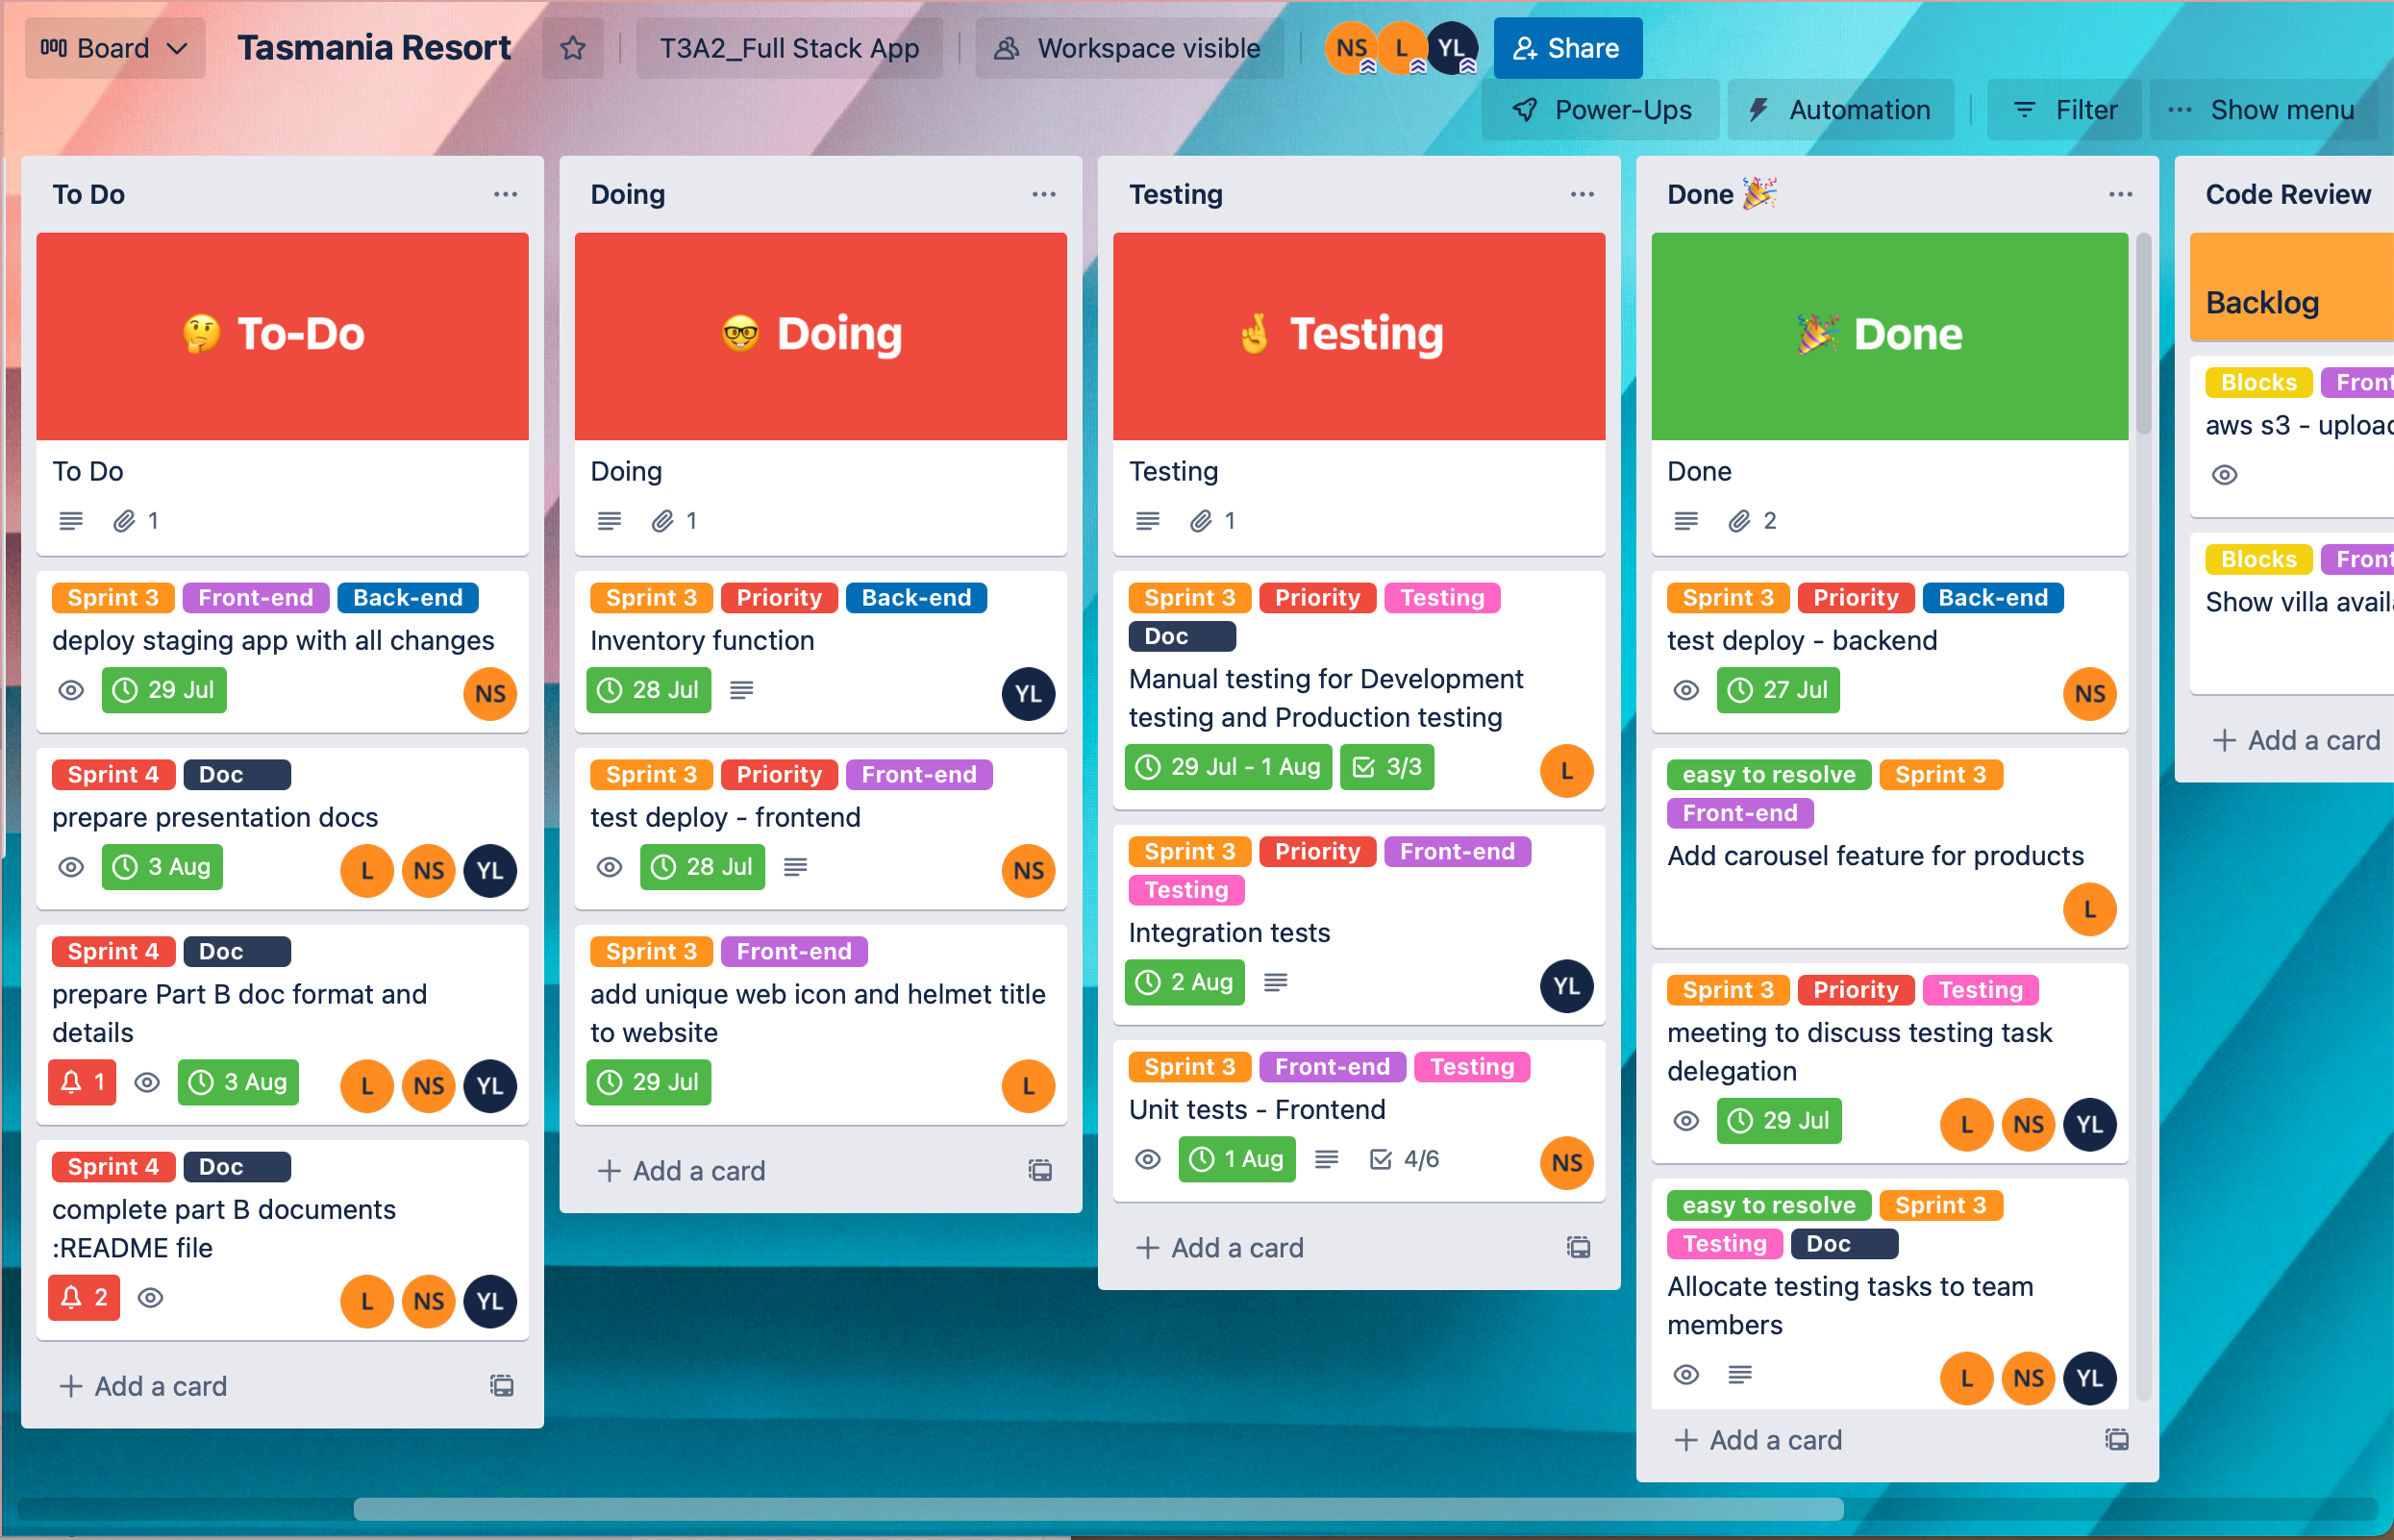 Board
Tasmania Resort
T3A2_Full Stack App
Workspace visible
NS L YL
Share
Power-Ups
Automation
Filter
Show menu
To Do
🤔 To-Do
To Do
1
Sprint 3 Front-end Back-end
deploy staging app with all changes
29 Jul NS
Sprint 4 Doc
prepare presentation docs
3 Aug L NS YL
Sprint 4 Doc
prepare Part B doc format and
details
1 3 Aug L NS YL
Sprint 4 Doc
complete part B documents
:README file
2 L NS YL
+ Add a card
Doing
🤓 Doing
Doing
1
Sprint 3 Priority Back-end
Inventory function
28 Jul YL
Sprint 3 Priority Front-end
test deploy - frontend
28 Jul NS
Sprint 3 Front-end
add unique web icon and helmet title
to website
29 Jul L
+ Add a card
Testing
🤞 Testing
Testing
1
Sprint 3 Priority Testing
Doc
Manual testing for Development
testing and Production testing
29 Jul - 1 Aug 3/3 L
Sprint 3 Priority Front-end
Testing
Integration tests
2 Aug YL
Sprint 3 Front-end Testing
Unit tests - Frontend
1 Aug 4/6 NS
+ Add a card
Done 🎉
🎉 Done
Done
2
Sprint 3 Priority Back-end
test deploy - backend
27 Jul NS
easy to resolve Sprint 3
Front-end
Add carousel feature for products
L
Sprint 3 Priority Testing
meeting to discuss testing task
delegation
29 Jul L NS YL
easy to resolve Sprint 3
Testing Doc
Allocate testing tasks to team
members
L NS YL
+ Add a card
Code Review
Backlog
Blocks Front
aws s3 -
Blocks Front
Show villa
+ Add a card